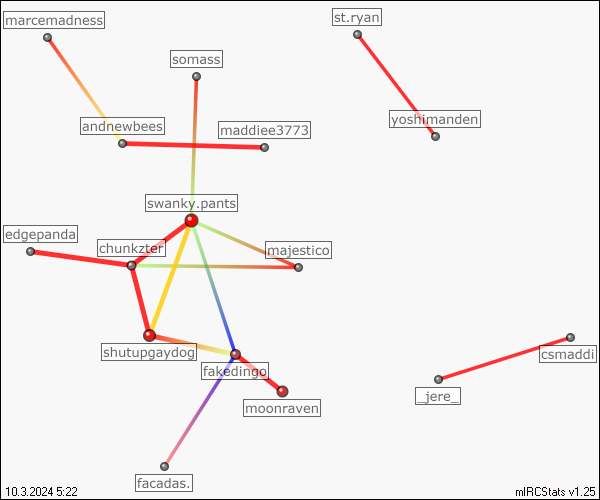 marcemadness
st.ryan
somass
yoshimanden
andnewbees
maddiee3773
swanky.pants
edgepanda
chunkzter
majestico
shutupgaydog
csmaddi
fakedingo
_jere_
moonraven
facadas.
10.3.2024 5:22
mIRCStats v1.25